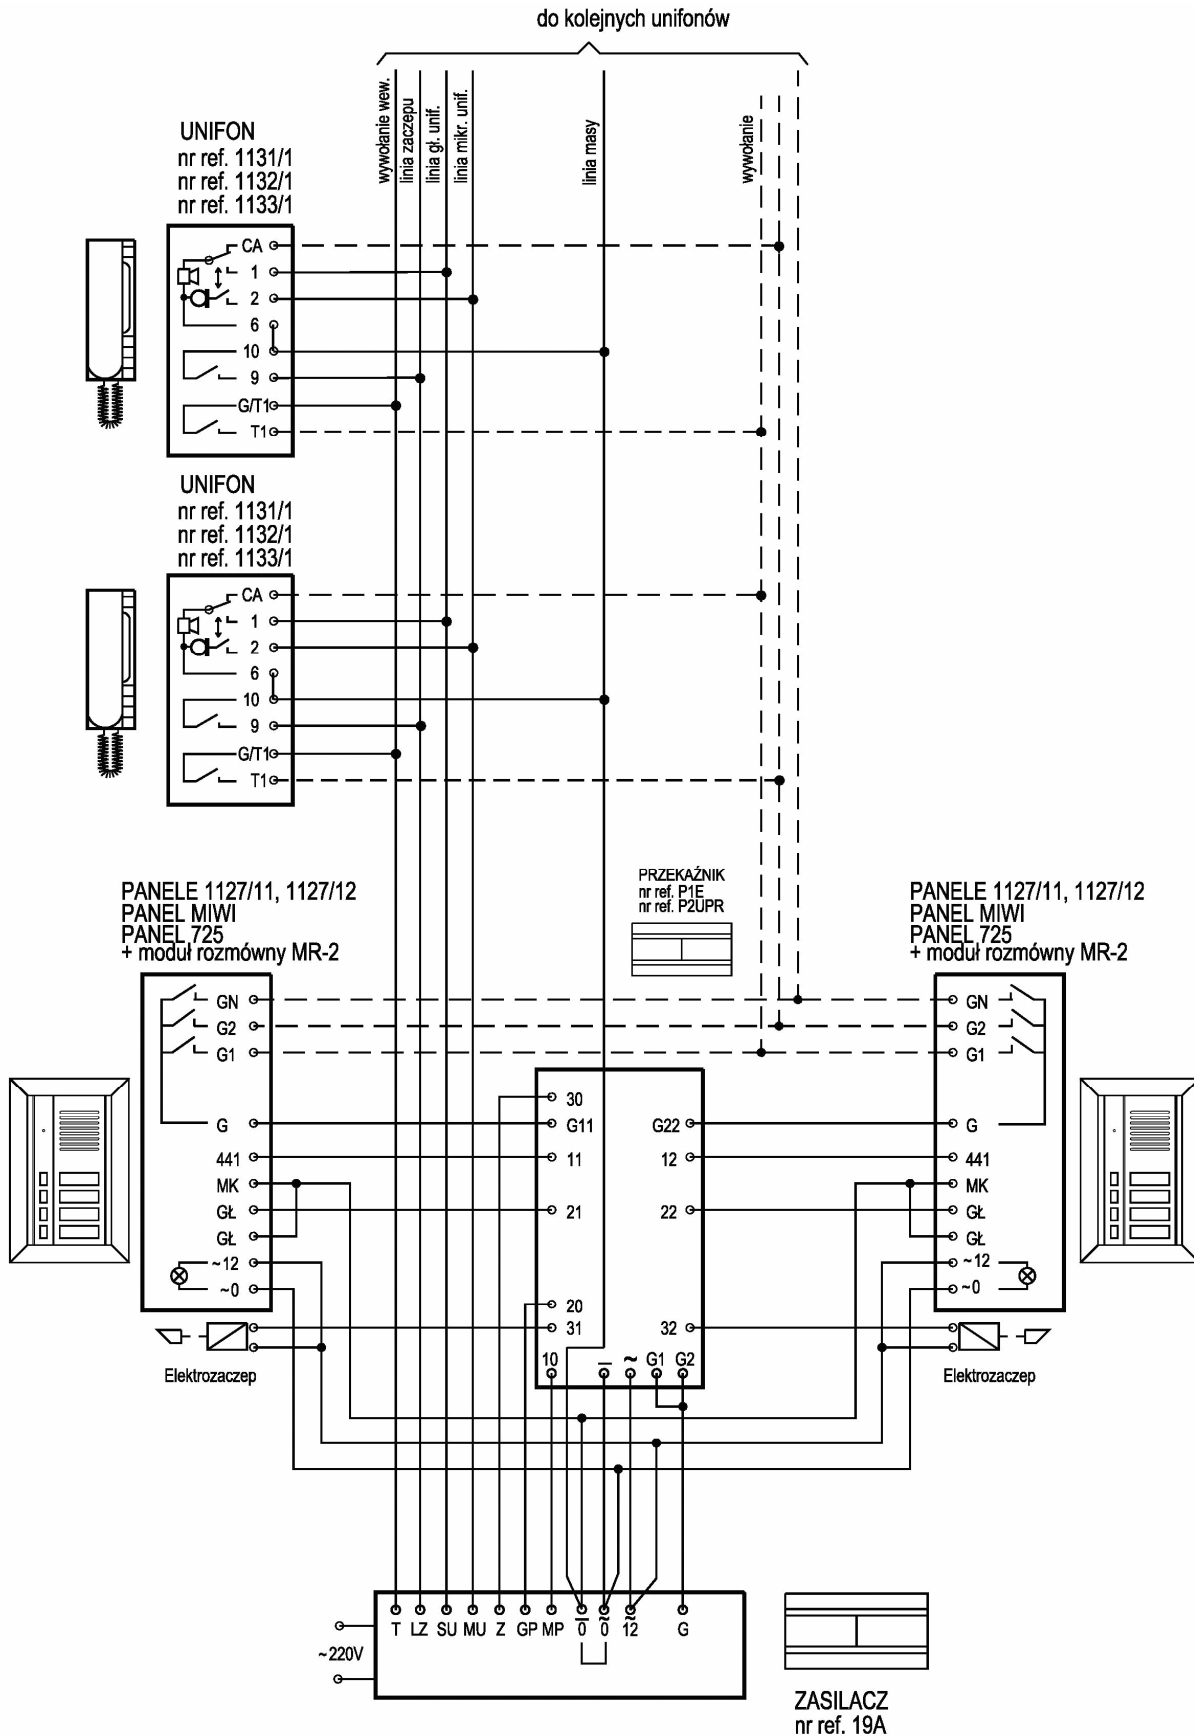 do kolejnych unifonów
wywołanie wew.
linia zaczepu
linia gł. unif.
linia mikr. unif.
linia masy
wywołanie
UNIFON
nr ref. 1131/1
nr ref. 1132/1
nr ref. 1133/1
CA
1
2
6
10
9
G/T1
T1
UNIFON
nr ref. 1131/1
nr ref. 1132/1
nr ref. 1133/1
CA
1
2
6
10
9
G/T1
T1
PRZEKAŹNIK
nr ref. P1E
nr ref. P2UPR
PANELE 1127/11, 1127/12
PANEL MIWI
PANEL 725
+ moduł rozmówny MR-2
GN
G2
G1
G
441
MK
GŁ
GŁ
~12
~0
Elektrozaczep
PANELE 1127/11, 1127/12
PANEL MIWI
PANEL 725
+ moduł rozmówny MR-2
GN
G2
G1
G
441
MK
GŁ
GŁ
~12
~0
Elektrozaczep
30
G11
11
21
20
31
G22
12
22
32
10 — ~ G1 G2
T LZ SU MU Z GP MP 0 0 12 G
~220V
ZASILACZ
nr ref. 19A